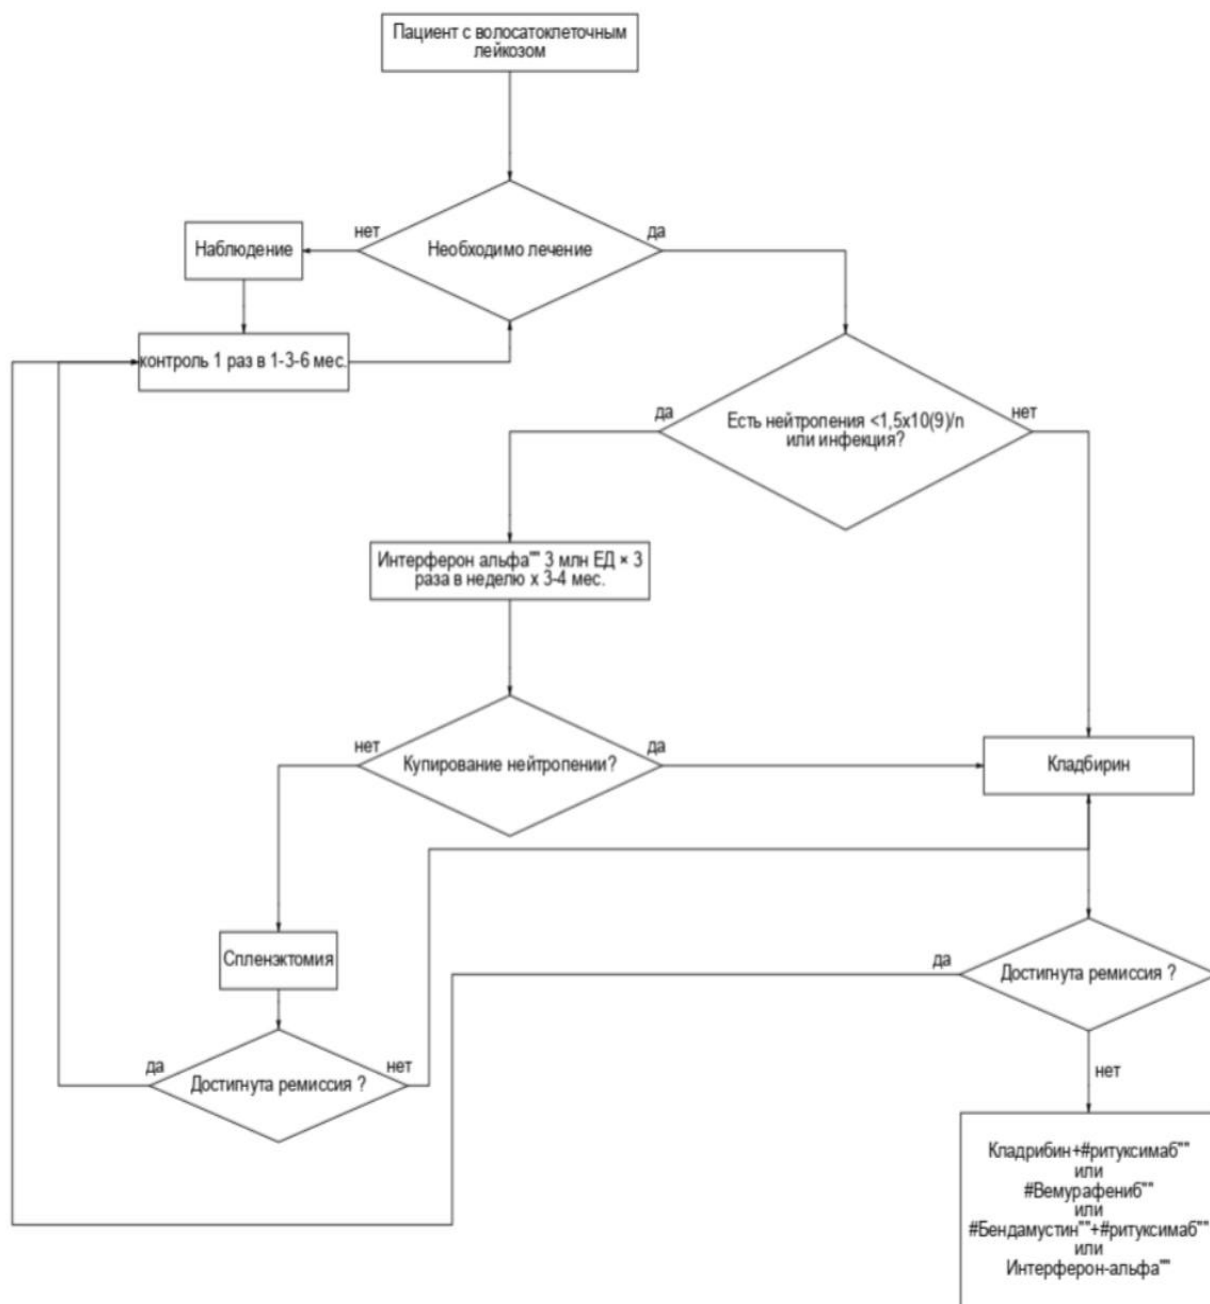 Пациент с волосатоклеточным
лейкозом
Необходимо лечение
нет
да
Наблюдение
контроль 1 раз в 1-3-6 мес.
Есть нейтропения <1,5x10(9)/n
или инфекция?
да
нет
Интерферон альфа"" 3 млн ЕД × 3
раза в неделю x 3-4 мес.
Купирование нейтропении?
нет
да
Кладбирин
Спленэктомия
Достигнута ремиссия ?
да
нет
Достигнута ремиссия ?
да
нет
Кладрибин+#ритуксимаб""
или
#Вемурафениб""
или
#Бендамустин""+#ритуксимаб""
или
Интерферон-альфа""